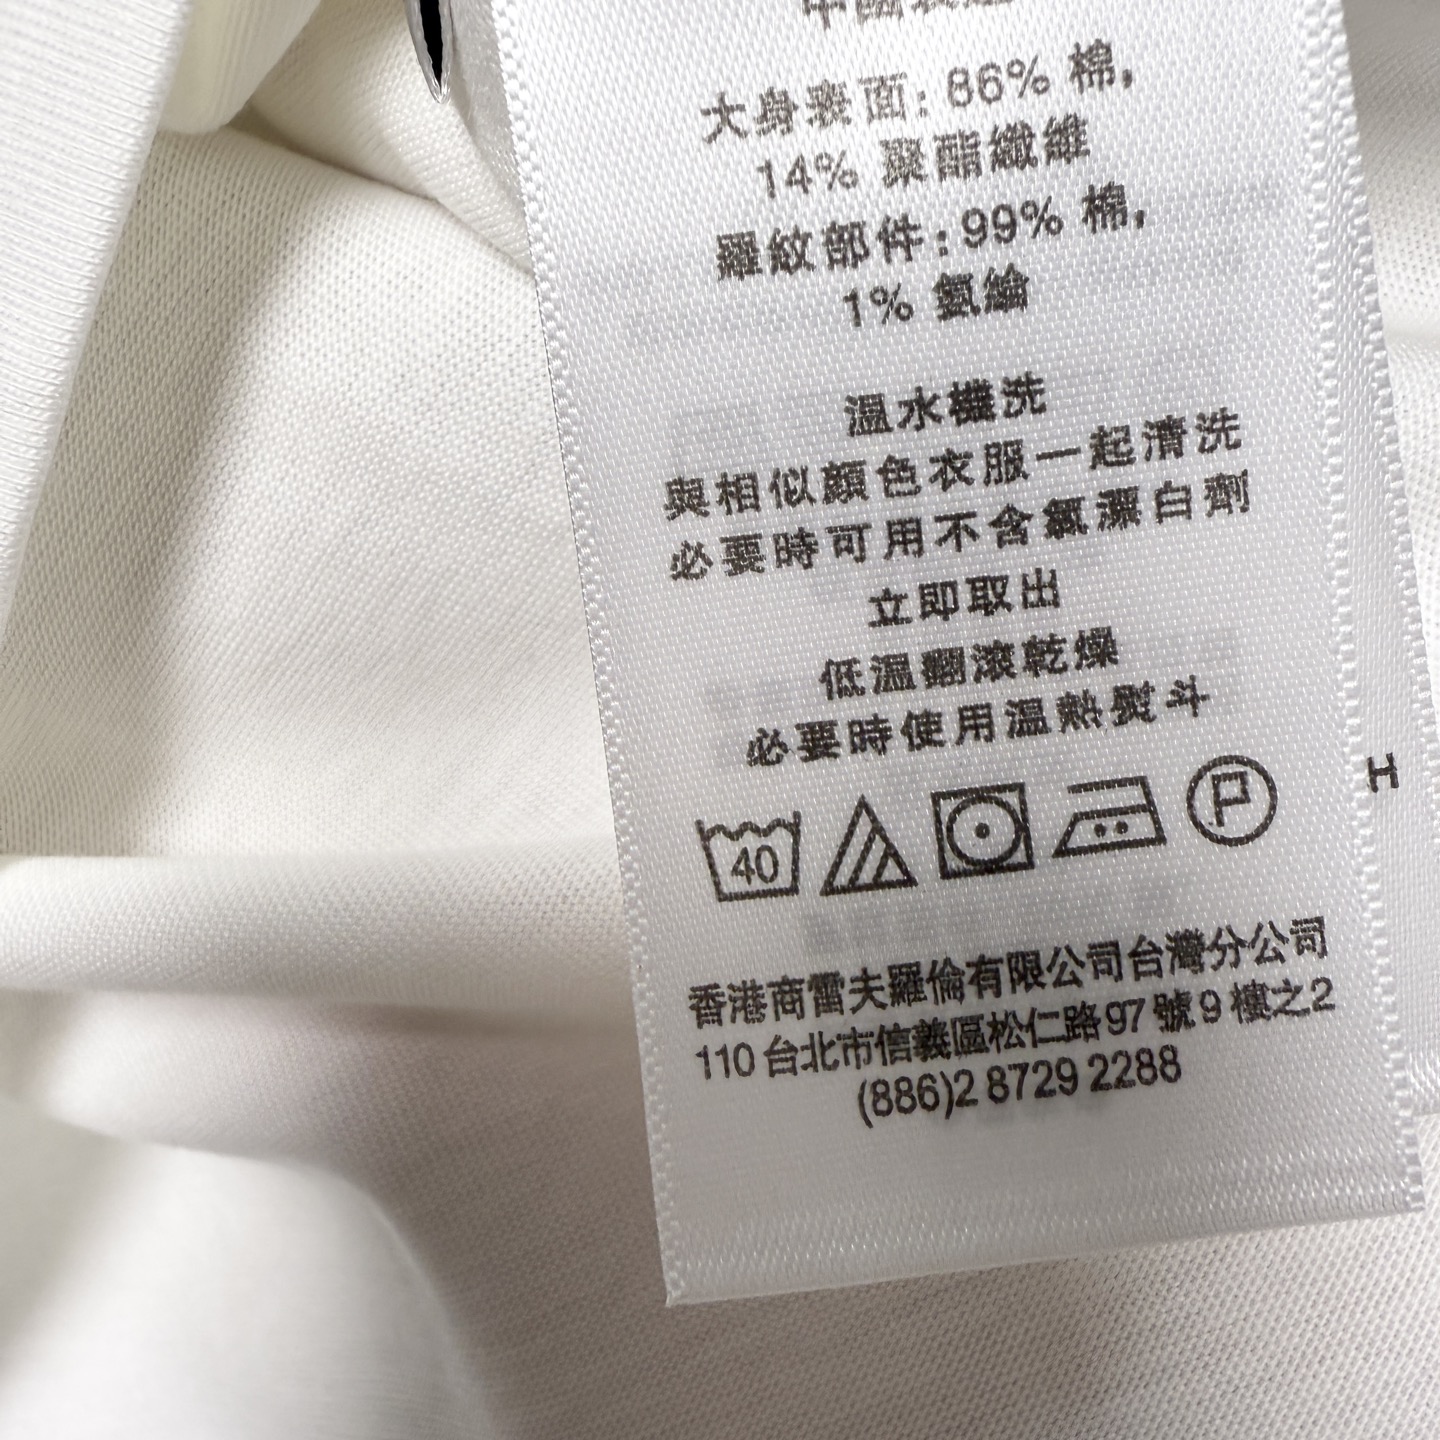 中國製造
大身表面: 86% 棉,
14% 聚酯纖維
羅紋部件: 99% 棉,
1% 氨綸
溫水機洗
與相似顏色衣服一起清洗
必要時可用不含氯漂白劑
立即取出
低溫翻滾乾燥
必要時使用溫熱熨斗
40
P
香港商雷夫羅倫有限公司台灣分公司
110 台北市信義區松仁路 97 號 9 樓之 2
(886)2 8729 2288
H